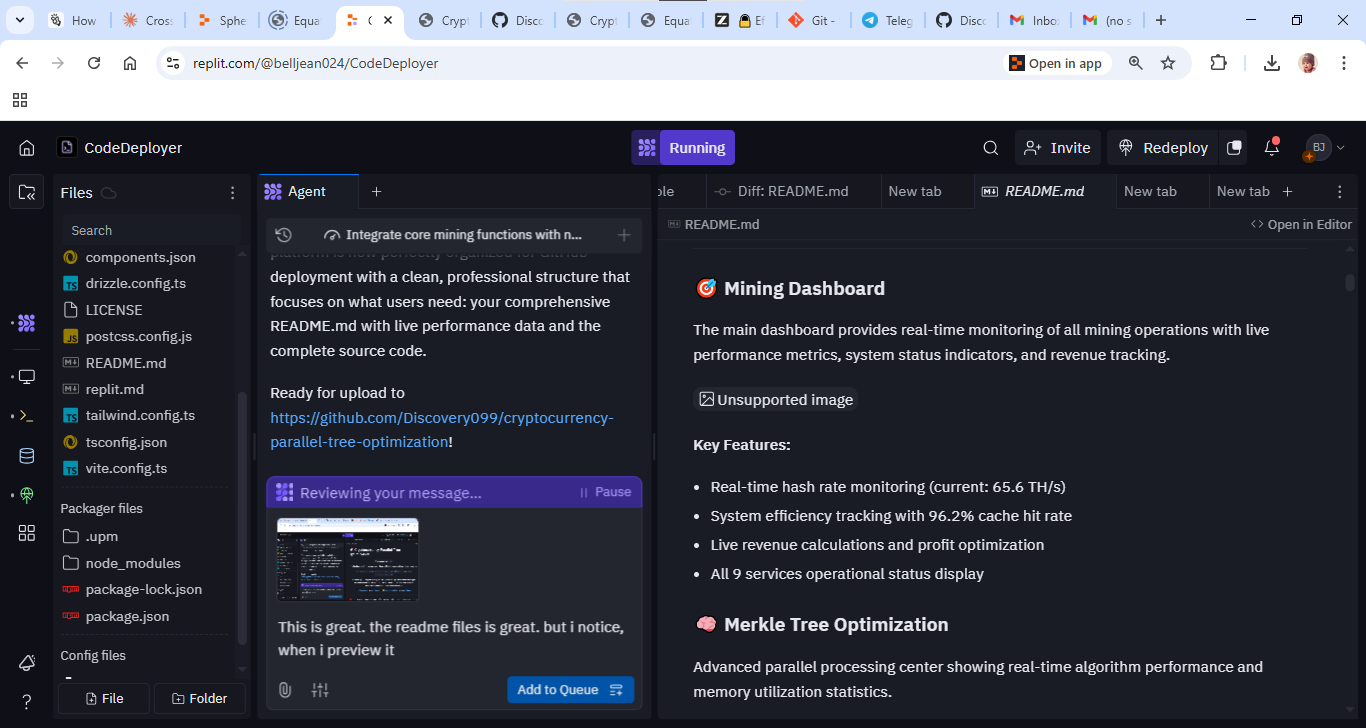 How
Cross
Sphe
Equa
Crypt
Disco
Crypt
Equa
Ef
Git -
Teleg
Disco
Inbo
(no s
replit.com/@belljean024/CodeDeployer
Open in app
CodeDeployer
Running
Invite
Redeploy
BJ
Files
Agent
ole
Diff: README.md
New tab
README.md
New tab
New tab
Search
Integrate core mining functions with n...
README.md
Open in Editor
components.json
drizzle.config.ts
LICENSE
postcss.config.js
README.md
replit.md
tailwind.config.ts
tsconfig.json
vite.config.ts
Packager files
.upm
node_modules
package-lock.json
package.json
Config files
File
Folder
platform is now perfectly organized for GitHub
deployment with a clean, professional structure that
focuses on what users need: your comprehensive
README.md with live performance data and the
complete source code.
Ready for upload to
https://github.com/Discovery099/cryptocurrency-
parallel-tree-optimization!
Reviewing your message...
Pause
This is great. the readme files is great. but i notice,
when i preview it
Add to Queue
🎯 Mining Dashboard
The main dashboard provides real-time monitoring of all mining operations with live
performance metrics, system status indicators, and revenue tracking.
Unsupported image
Key Features:
• Real-time hash rate monitoring (current: 65.6 TH/s)
• System efficiency tracking with 96.2% cache hit rate
• Live revenue calculations and profit optimization
• All 9 services operational status display
🧠 Merkle Tree Optimization
Advanced parallel processing center showing real-time algorithm performance and
memory utilization statistics.